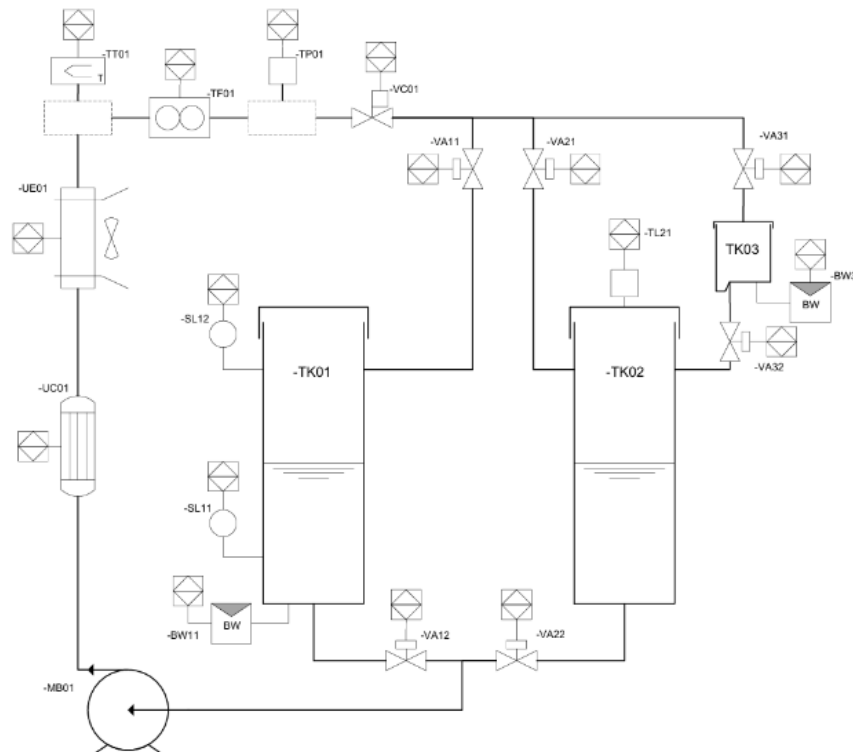 -TT01
T
-TF01
-TP01
-VC01
-VA11
-VA21
-VA31
-UE01
-TL21
TK03
-BW3
BW
-SL12
-TK01
-TK02
-VA32
-UC01
-SL11
-BW11
BW
-VA12
-VA22
-MB01